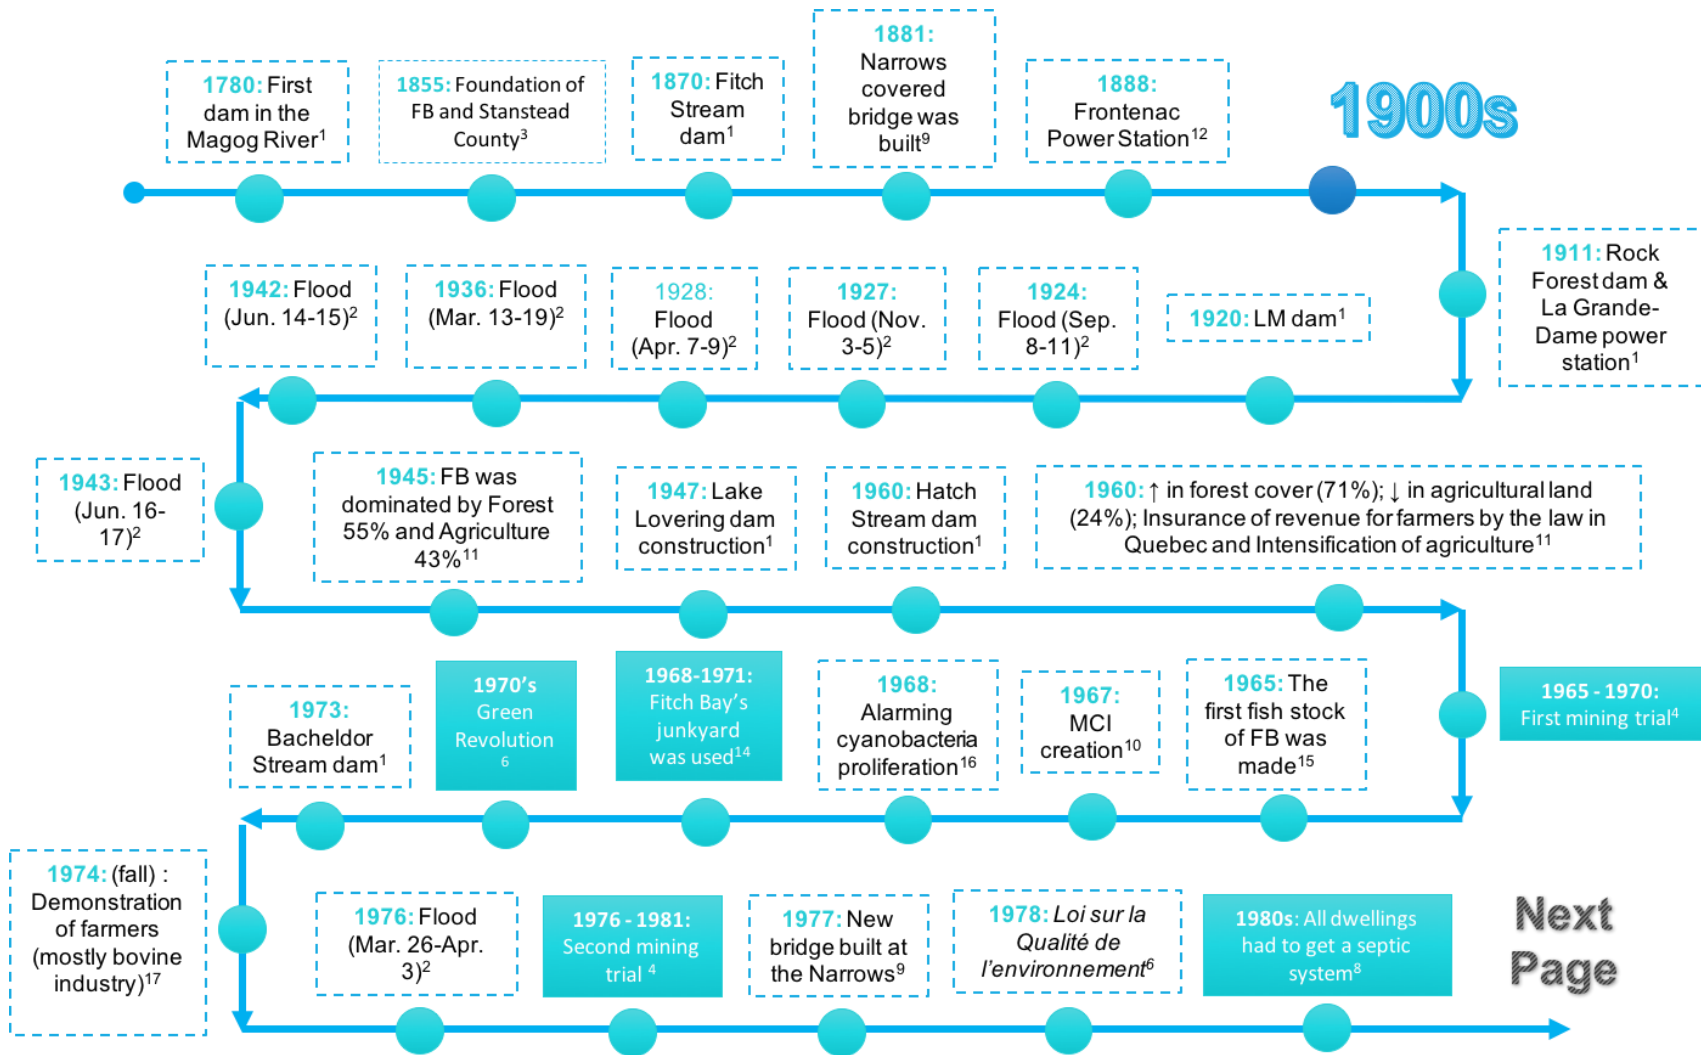 1780: First
dam in the
Magog River1
1855: Foundation of
FB and Stanstead
County3
1870: Fitch
Stream
dam1
1881:
Narrows
covered
bridge was
built9
1888:
Frontenac
Power Station12
1900s
1911: Rock
Forest dam &
La Grande-
Dame power
station1
1920: LM dam1
1924:
Flood (Sep.
8-11)2
1927:
Flood (Nov.
3-5)2
1928:
Flood
(Apr. 7-9)2
1936: Flood
(Mar. 13-19)2
1942: Flood
(Jun. 14-15)2
1943: Flood
(Jun. 16-
17)2
1945: FB was
dominated by Forest
55% and Agriculture
43%11
1947: Lake
Lovering dam
construction1
1960: Hatch
Stream dam
construction1
1960: ↑ in forest cover (71%); ↓ in agricultural land
(24%); Insurance of revenue for farmers by the law in
Quebec and Intensification of agriculture11
1965 - 1970:
First mining trial4
1965: The
first fish stock
of FB was
made15
1967:
MCI
creation10
1968:
Alarming
cyanobacteria
proliferation16
1968-1971:
Fitch Bay's
junkyard
was used14
1970's
Green
Revolution
6
1973:
Bacheldor
Stream dam1
1974: (fall) :
Demonstration
of farmers
(mostly bovine
industry)17
1976: Flood
(Mar. 26-Apr.
3)2
1976 - 1981:
Second mining
trial 4
1977: New
bridge built at
the Narrows9
1978: Loi sur la
Qualité de
l'environnement6
1980s: All dwellings
had to get a septic
system8
Next
Page